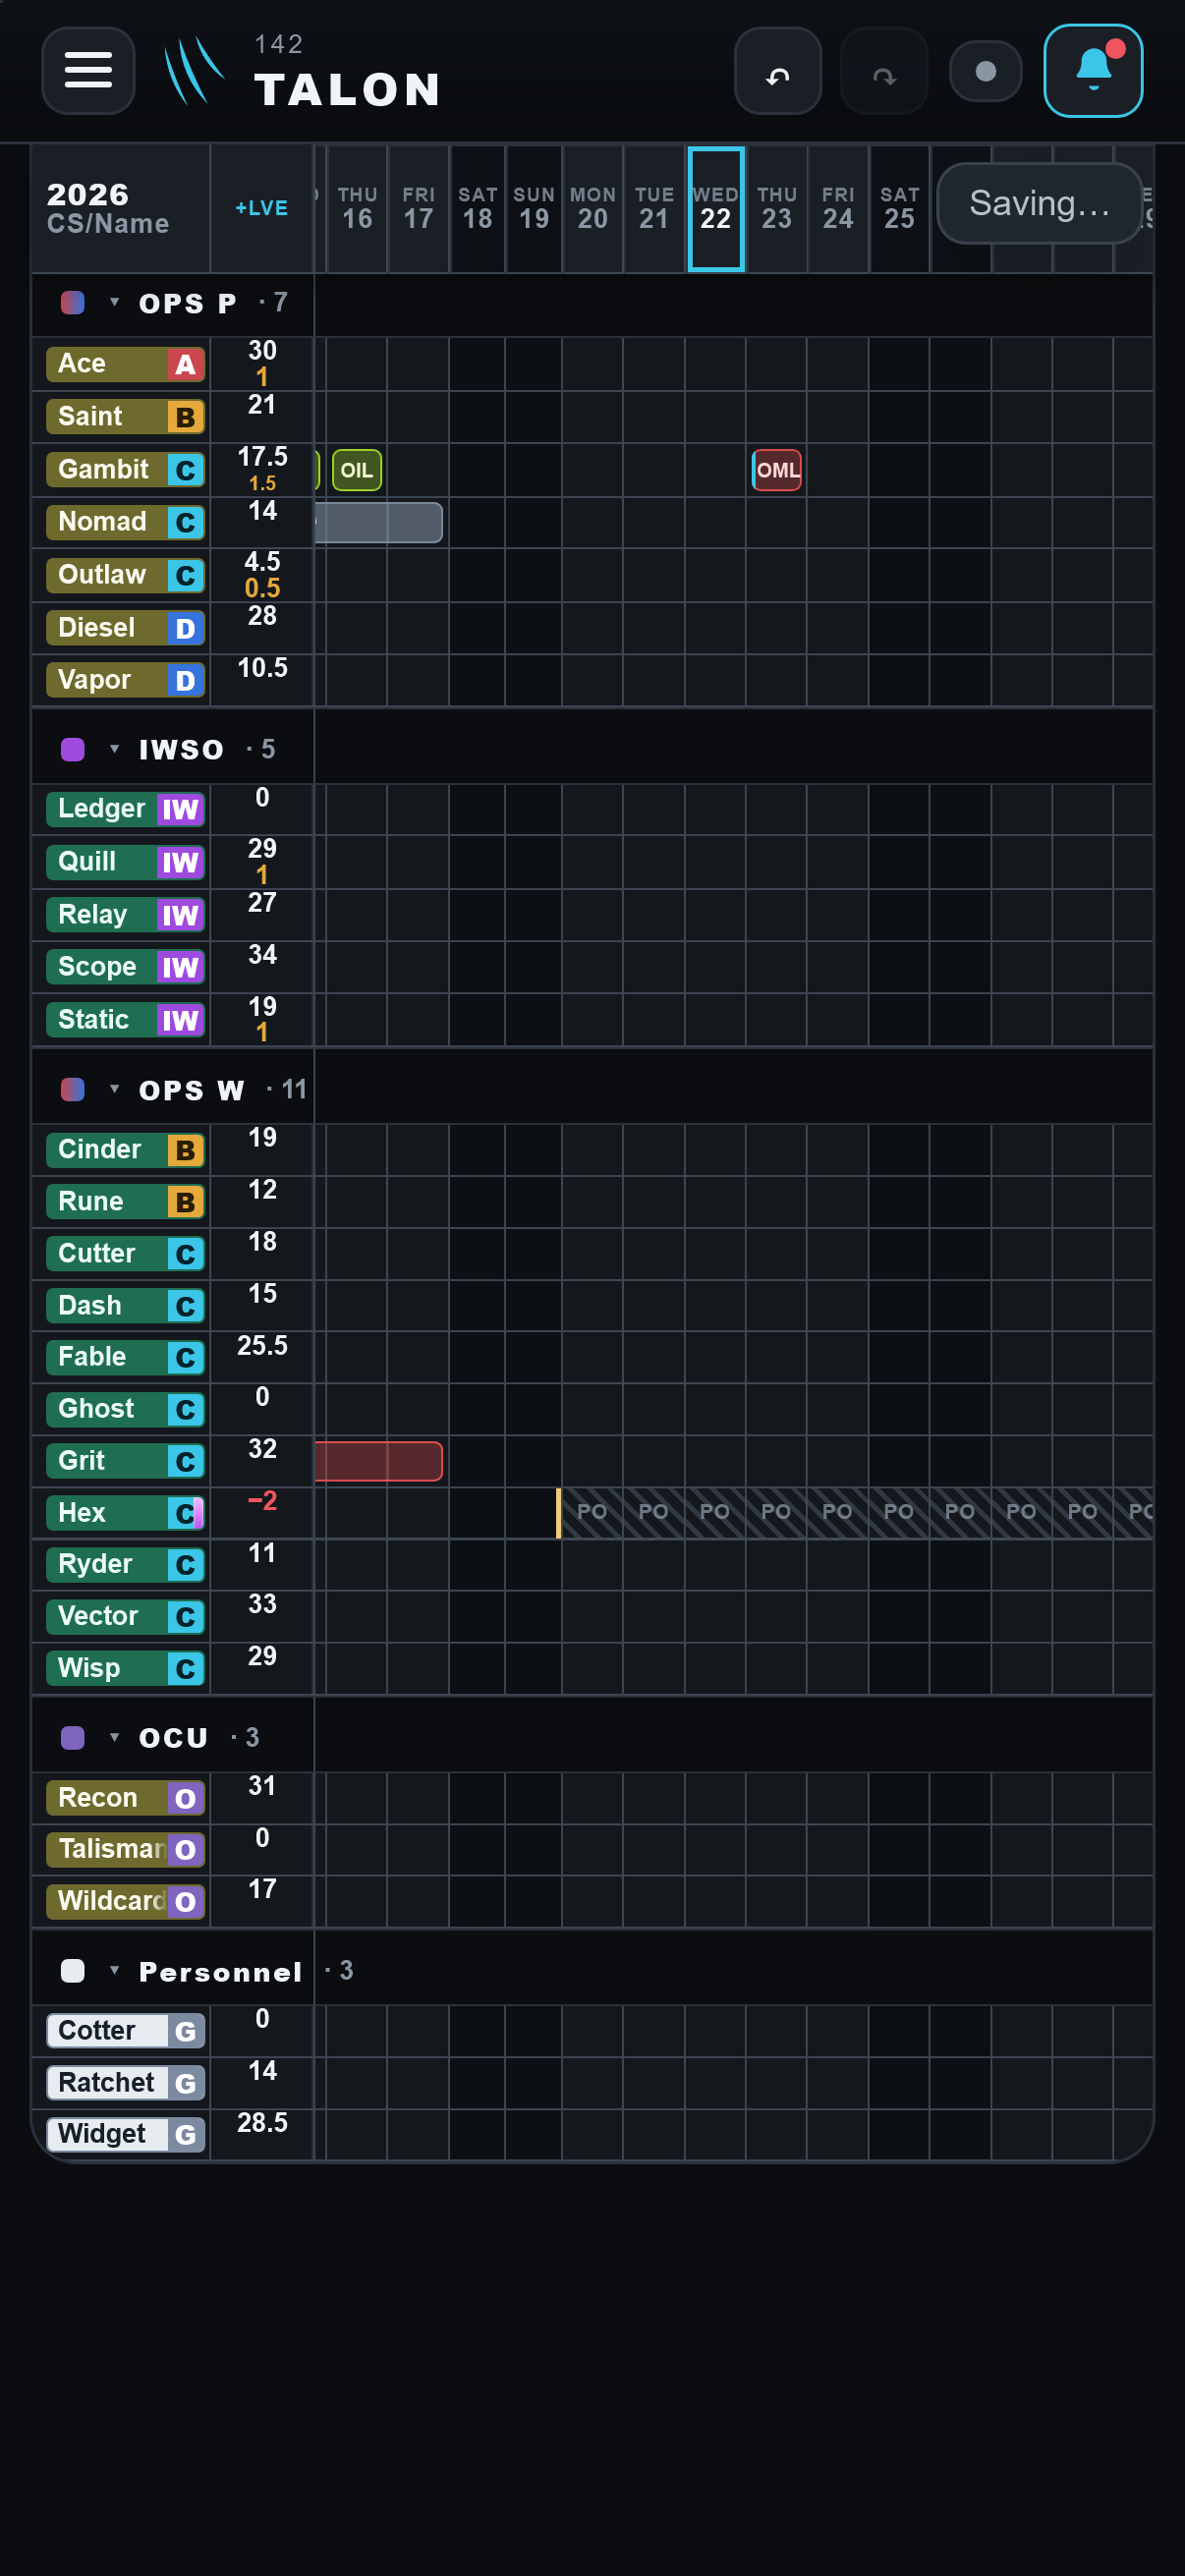 142
TALON
2026
CS/Name
+LVE
THU 16
FRI 17
SAT 18
SUN 19
MON 20
TUE 21
WED 22
THU 23
FRI 24
SAT 25
Saving...
OPS P · 7
Ace A 30 1
Saint B 21
Gambit C 17.5 1.5 OIL OML
Nomad C 14
Outlaw C 4.5 0.5
Diesel D 28
Vapor D 10.5
IWSO · 5
Ledger IW 0
Quill IW 29 1
Relay IW 27
Scope IW 34
Static IW 19 1
OPS W · 11
Cinder B 19
Rune B 12
Cutter C 18
Dash C 15
Fable C 25.5
Ghost C 0
Grit C 32
Hex C −2 PO PO PO PO PO PO PO PO PO PO
Ryder C 11
Vector C 33
Wisp C 29
OCU · 3
Recon O 31
Talisman O 0
Wildcard O 17
Personnel · 3
Cotter G 0
Ratchet G 14
Widget G 28.5